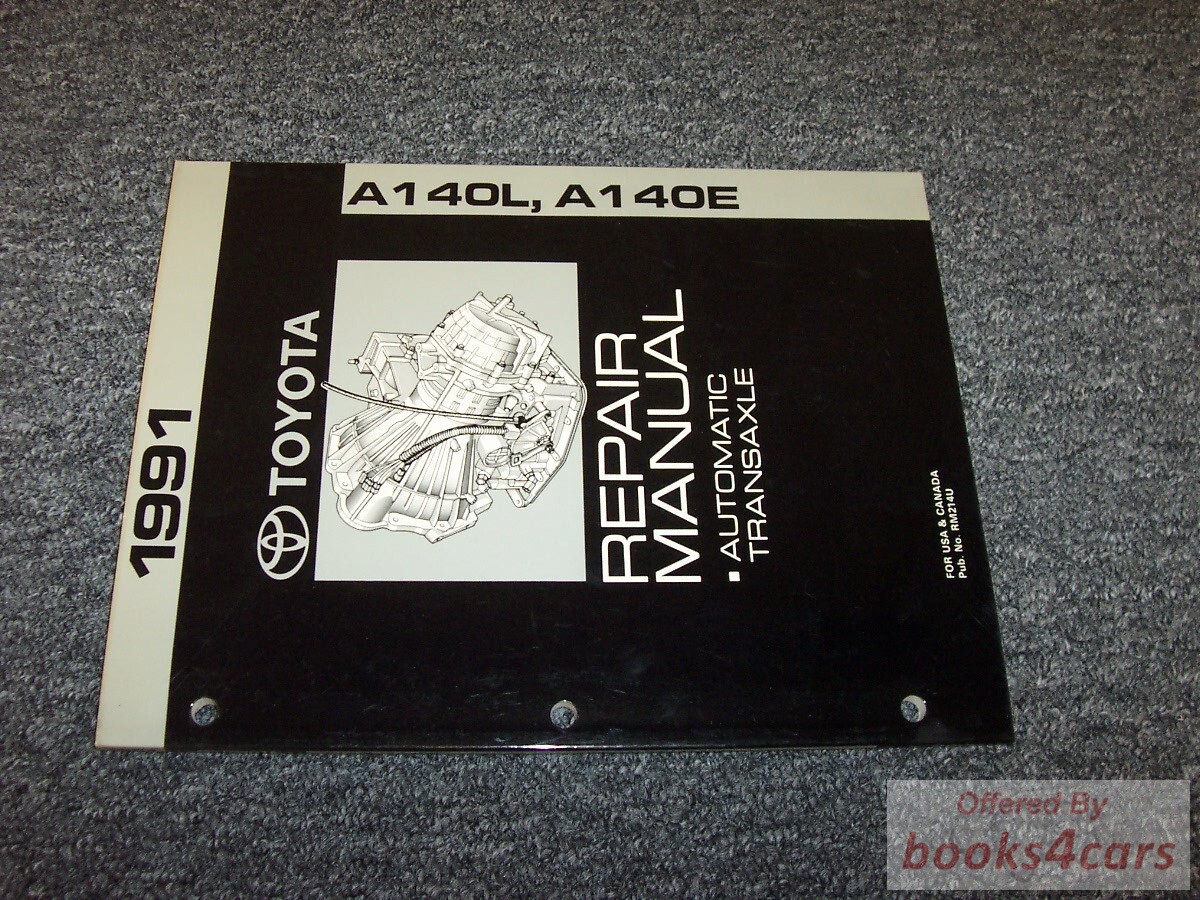 1991
A140L, A140E
TOYOTA
REPAIR
MANUAL
▪ AUTOMATIC
TRANSAXLE
FOR USA & CANADA
Pub. No. RM214U
Offered By
books4cars